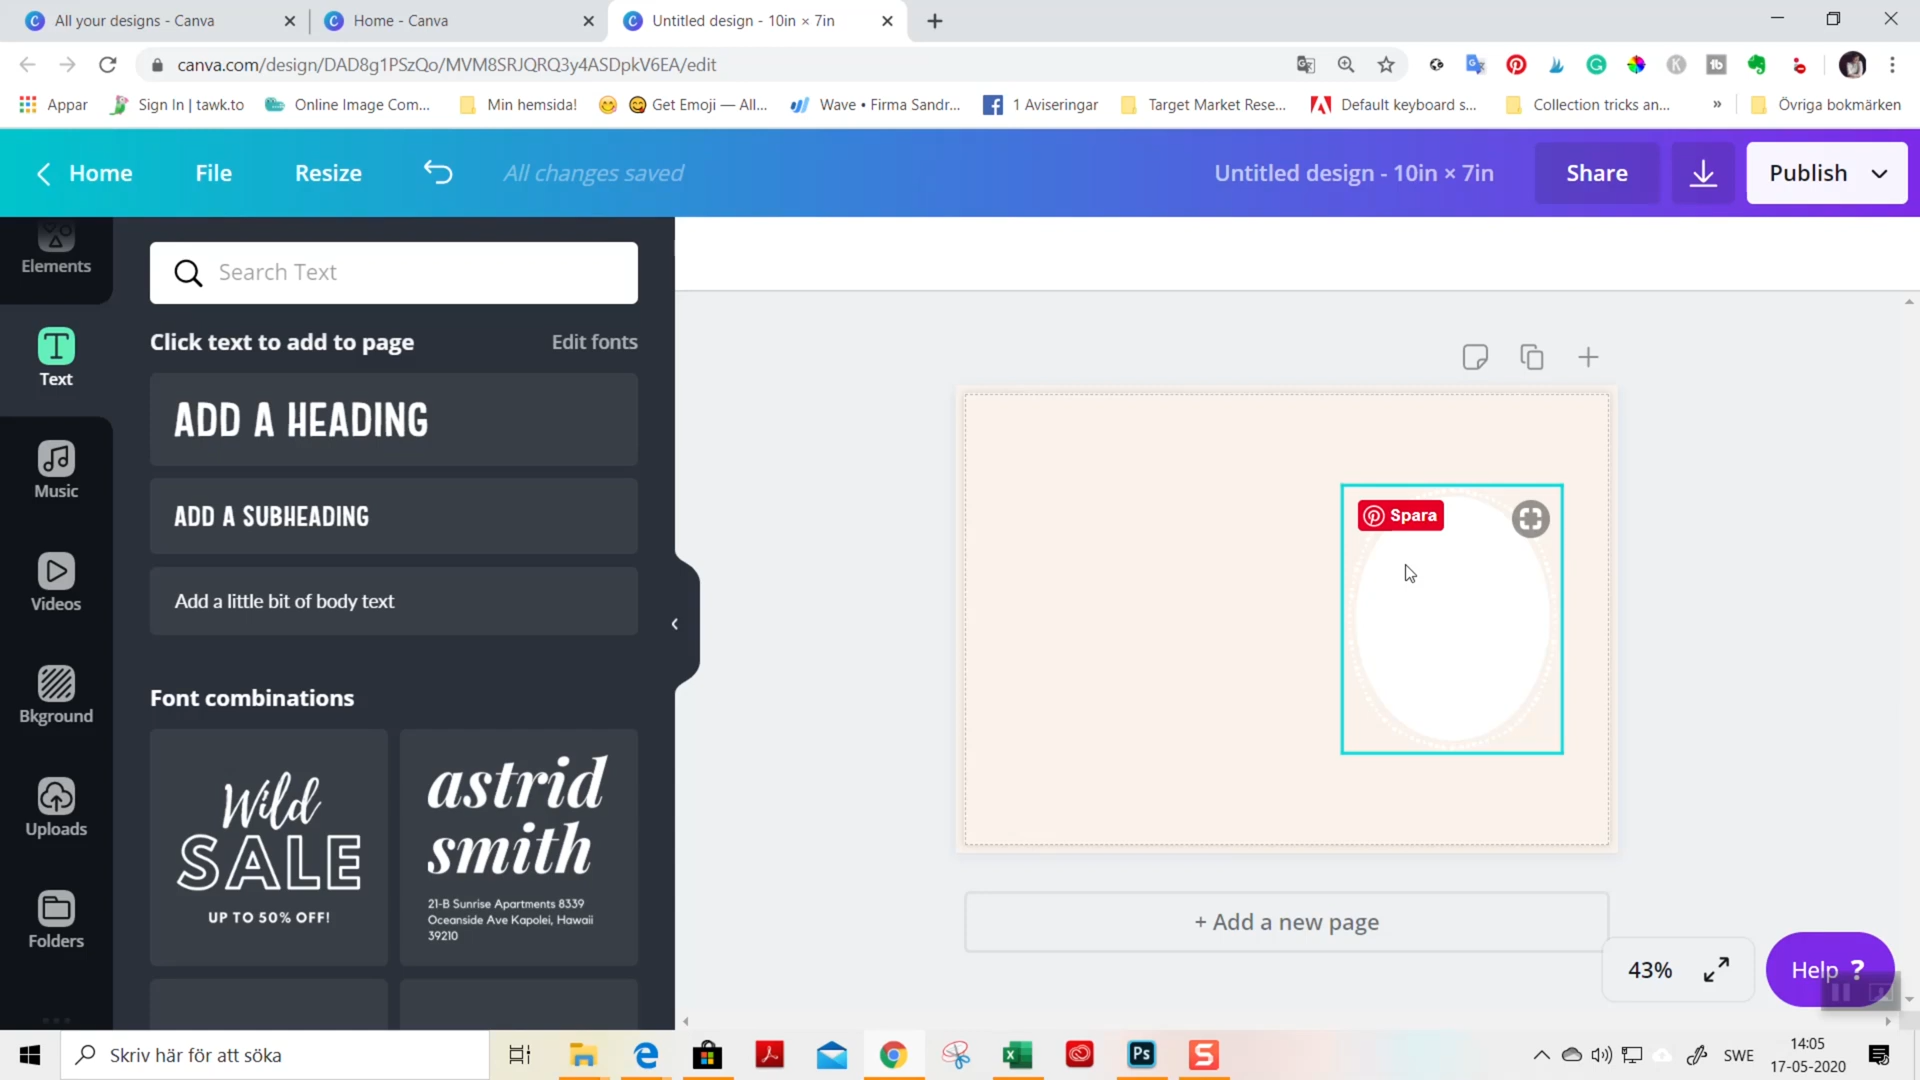 All your designs - Canva
Home - Canva
Untitled design - 10in × 7in
canva.com/design/DAD8g1PSzQo/MVM8SRJQRQ3y4ASDpkV6EA/edit
Appar
Sign In | tawk.to
Online Image Com...
Min hemsida!
Get Emoji — All...
Wave • Firma Sandr...
1 Aviseringar
Target Market Rese...
Default keyboard s...
Collection tricks an...
»
Övriga bokmärken
Home
File
Resize
All changes saved
Untitled design - 10in × 7in
Share
Publish
Elements
Text
Music
Videos
Bkground
Uploads
Folders
Search Text
Click text to add to page
Edit fonts
ADD A HEADING
ADD A SUBHEADING
Add a little bit of body text
Font combinations
Wild
SALE
UP TO 50% OFF!
astrid
smith
21-B Sunrise Apartments 8339
Oceanside Ave Kapolei, Hawaii
39210
Spara
+ Add a new page
43%
Help ?
Skriv här för att söka
SWE
14:05
17-05-2020